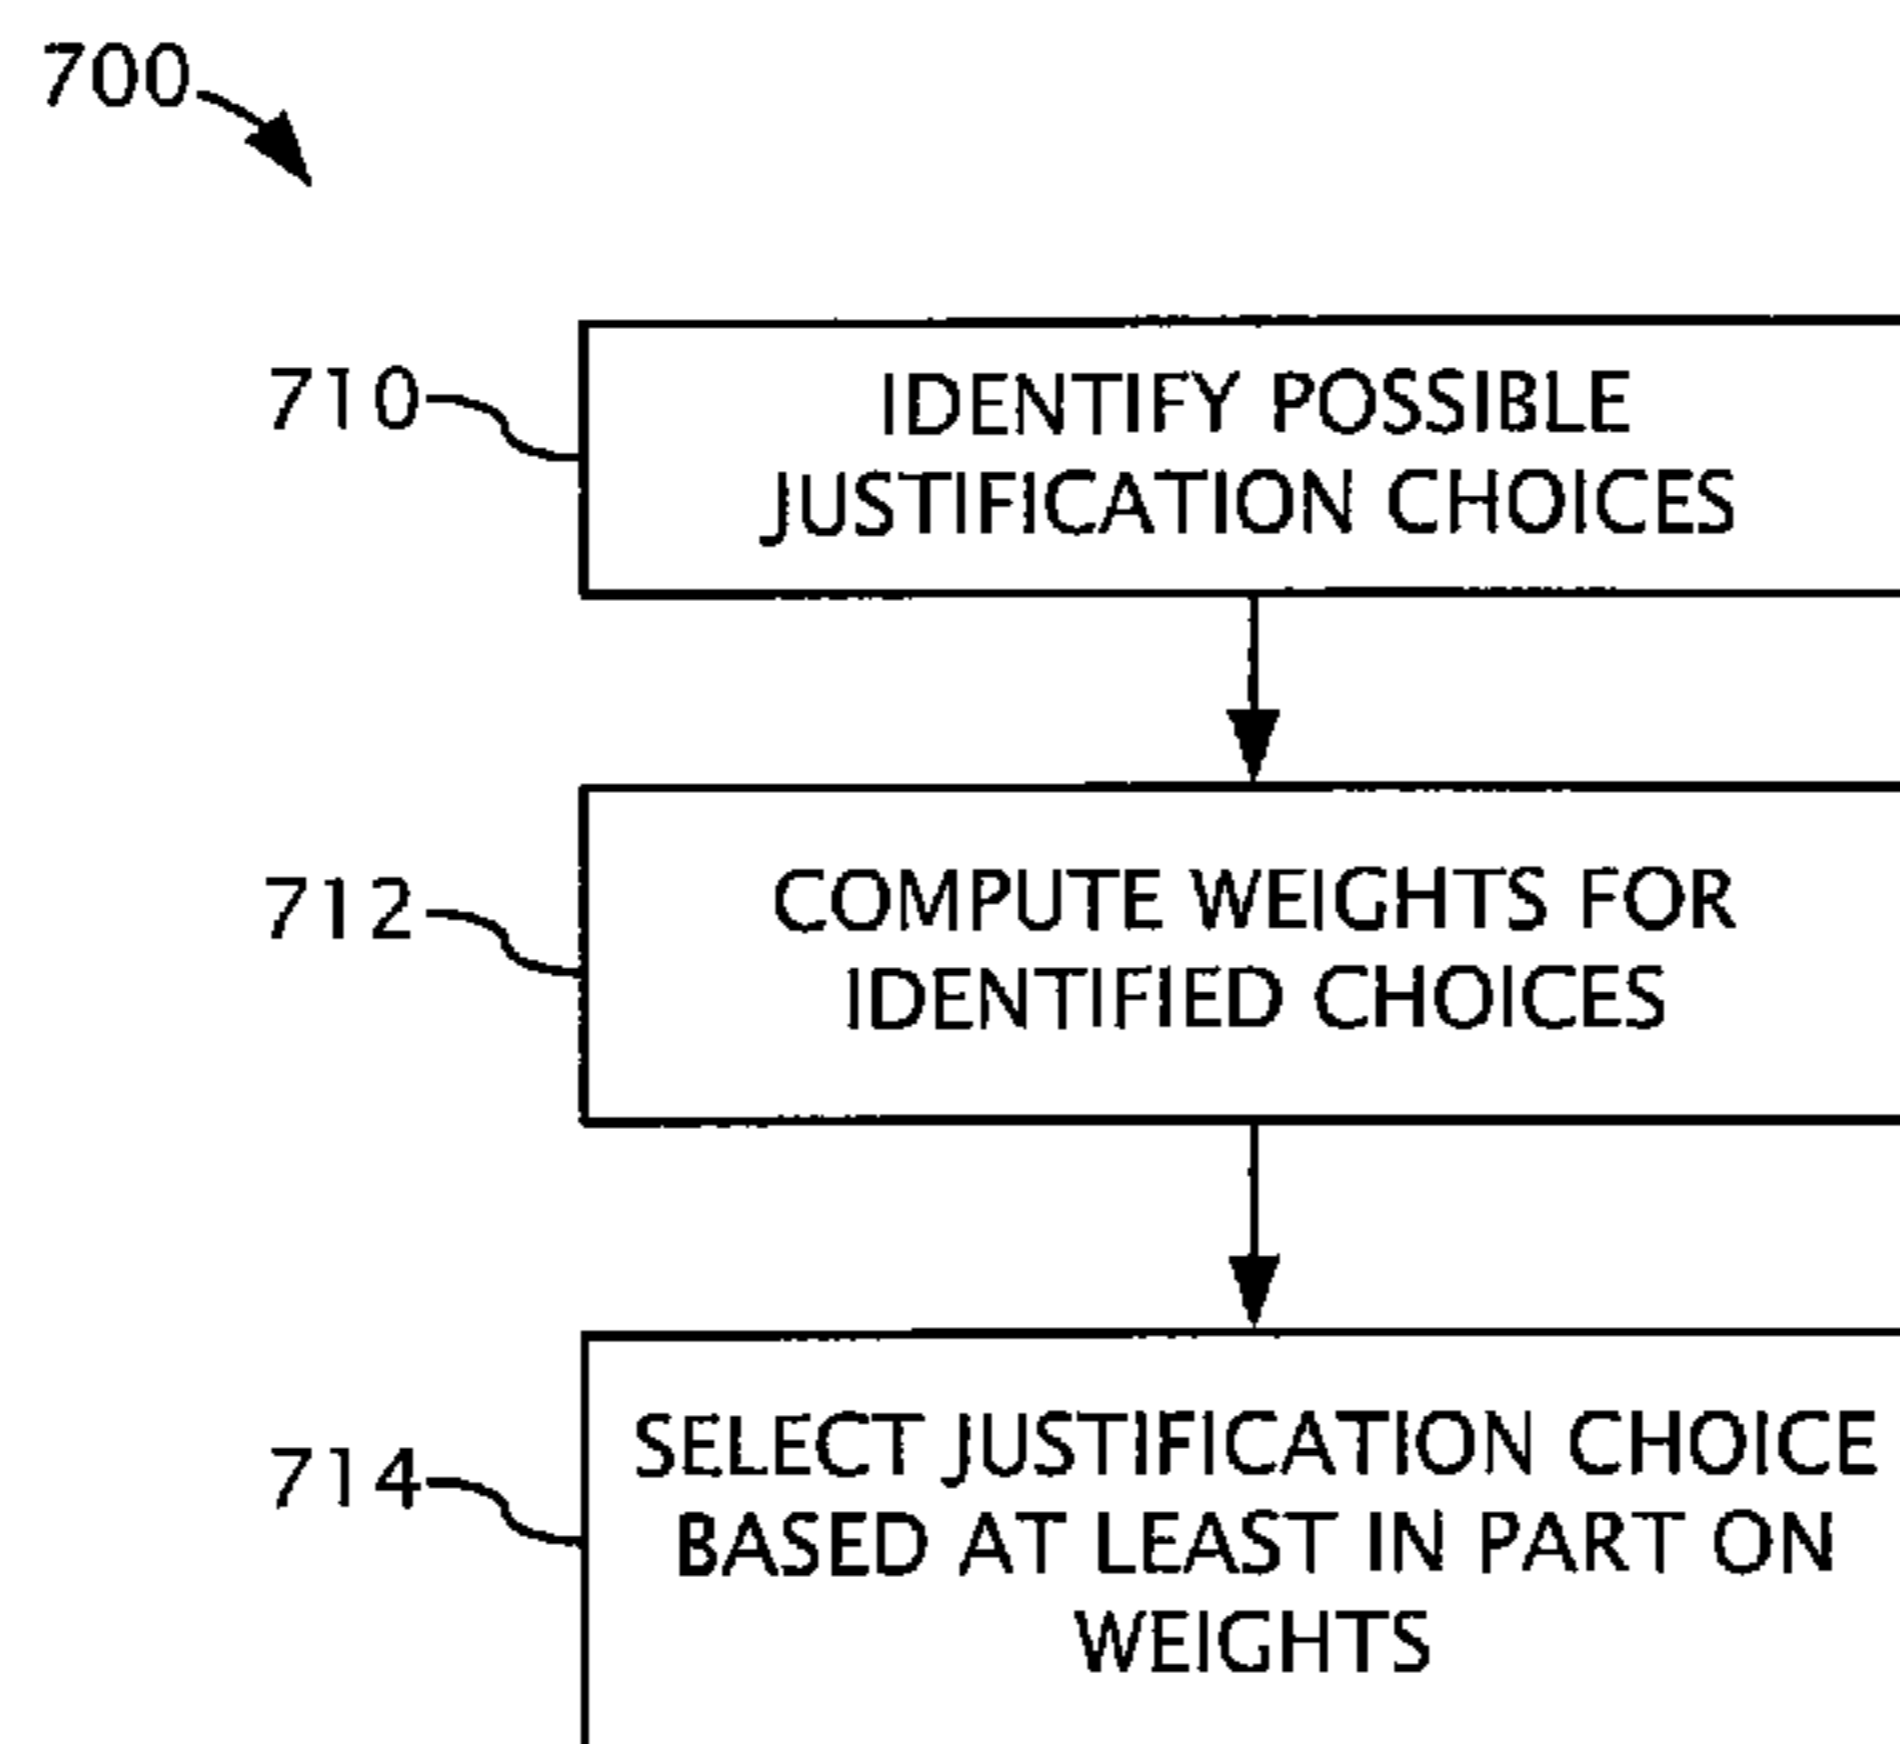 700
710
IDENTIFY POSSIBLE
JUSTIFICATION CHOICES
712
COMPUTE WEIGHTS FOR
IDENTIFIED CHOICES
714
SELECT JUSTIFICATION CHOICE
BASED AT LEAST IN PART ON
WEIGHTS